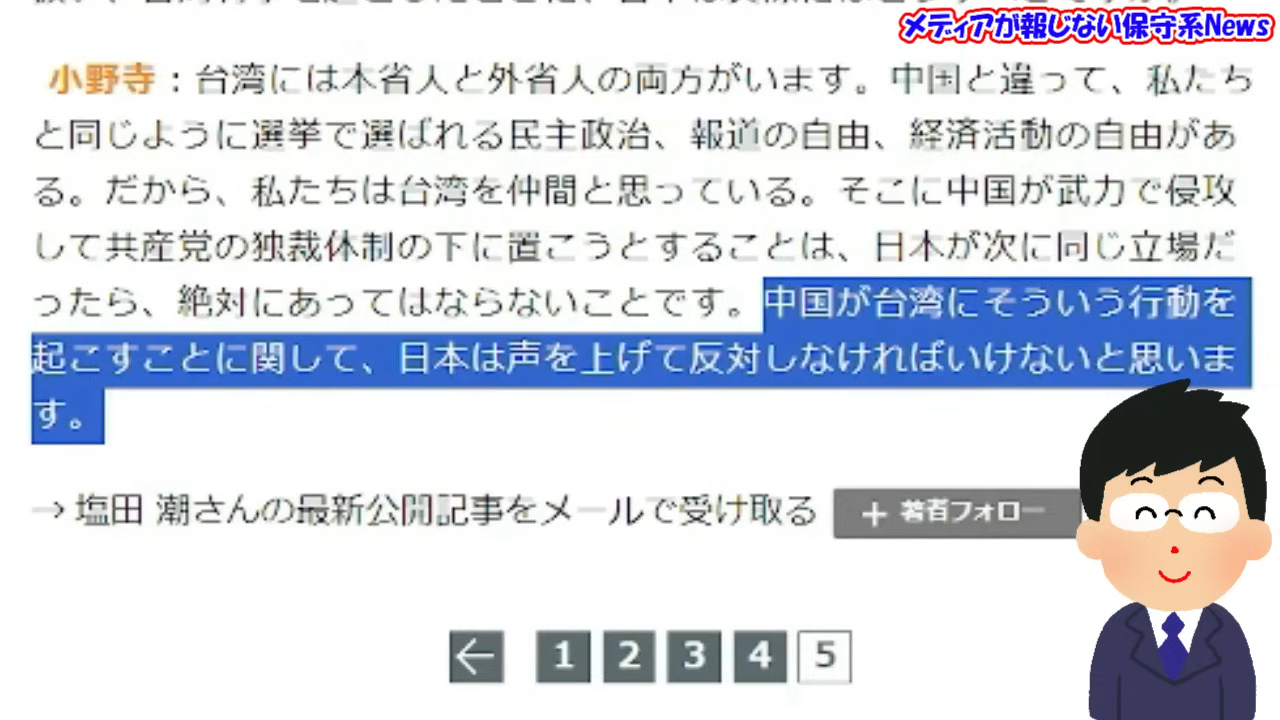 メディアが報じない保守系News
小野寺：台湾には本省人と外省人の両方がいます。中国と違って、私たち
と同じように選挙で選ばれる民主政治、報道の自由、経済活動の自由があ
る。だから、私たちは台湾を仲間と思っている。そこに中国が武力で侵攻
して共産党の独裁体制の下に置こうとすることは、日本が次に同じ立場だ
ったら、絶対にあってはならないことです。中国が台湾にそういう行動を
起こすことに関して、日本は声を上げて反対しなければいけないと思いま
す。
→ 塩田 潮さんの最新公開記事をメールで受け取る ＋ 著者フォロー
← 1 2 3 4 5